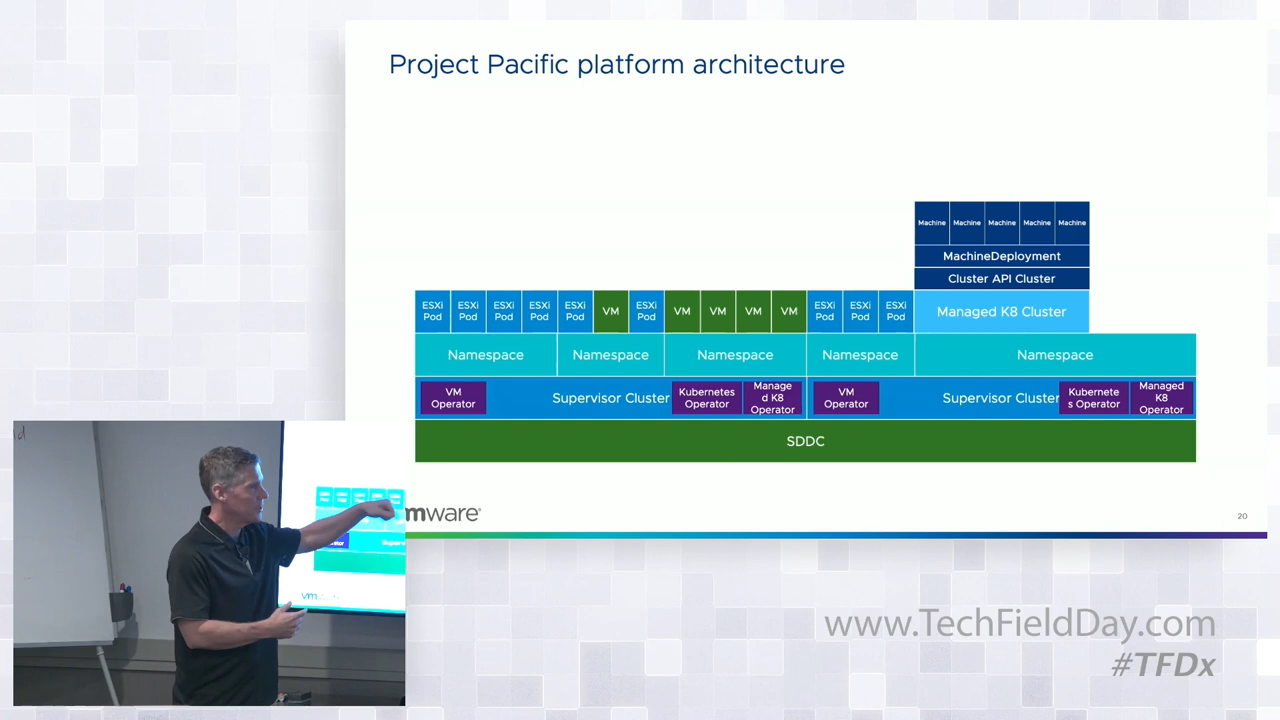 Project Pacific platform architecture
Machine Machine Machine Machine Machine
MachineDeployment
Cluster API Cluster
ESXi Pod ESXi Pod ESXi Pod ESXi Pod ESXi Pod VM ESXi Pod VM VM VM VM ESXi Pod ESXi Pod ESXi Pod Managed K8 Cluster
Namespace Namespace Namespace Namespace Namespace
VM Operator Supervisor Cluster Kubernetes Operator Manage d K8 Operator VM Operator Supervisor Cluster Kubernete s Operator Managed K8 Operator
SDDC
mware®
20
www.TechFieldDay.com
#TFDx